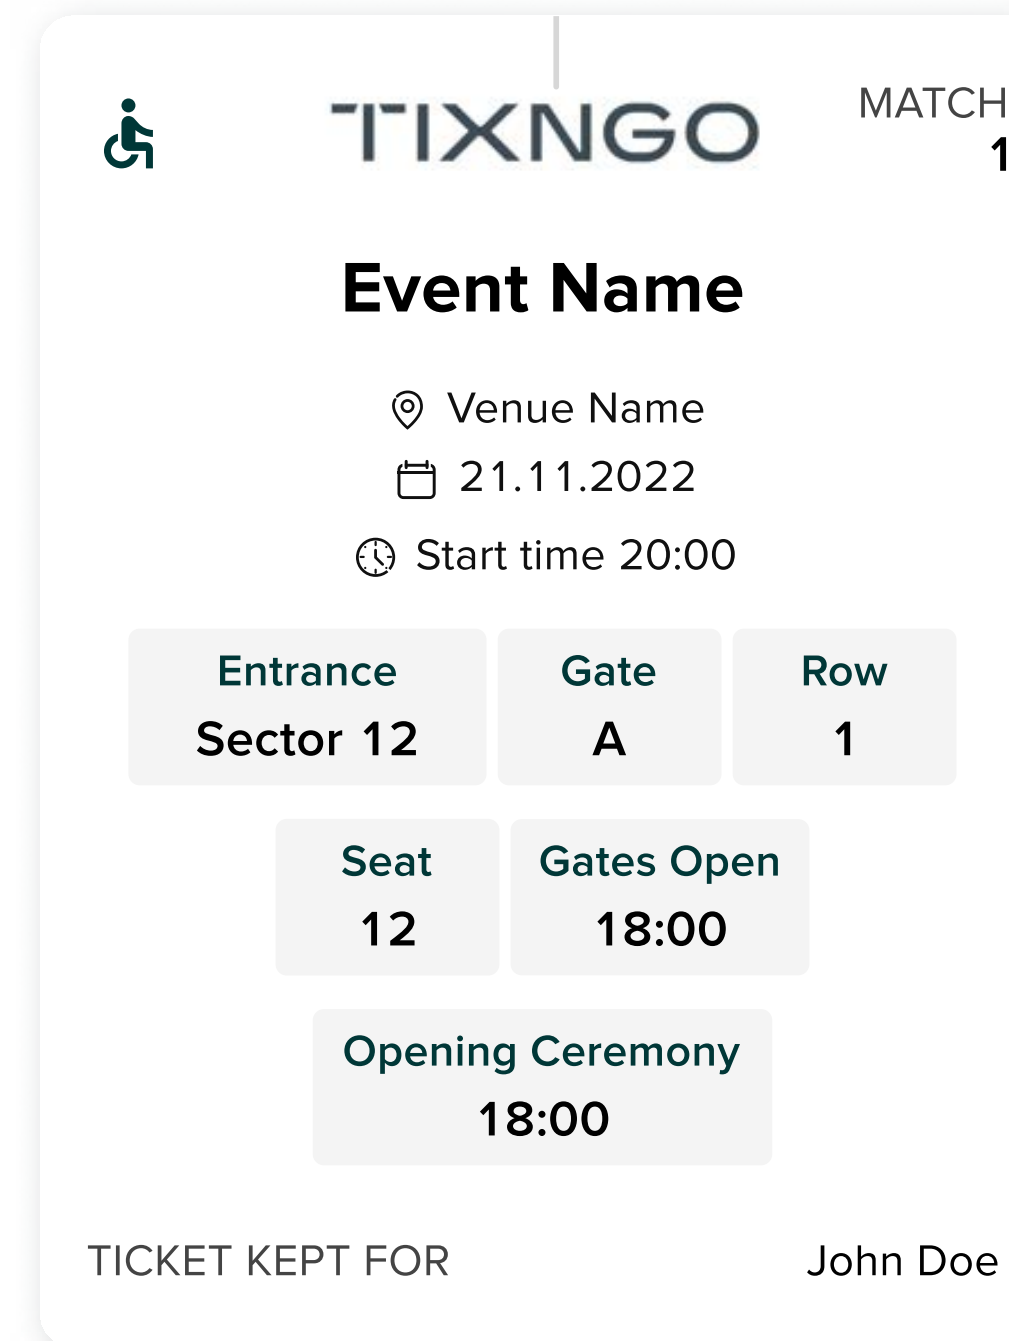 TIXNGO
MATCH
1
Event Name
Venue Name
21.11.2022
Start time 20:00
Entrance
Gate
Row
Sector 12
A
1
Seat
Gates Open
12
18:00
Opening Ceremony
18:00
TICKET KEPT FOR
John Doe